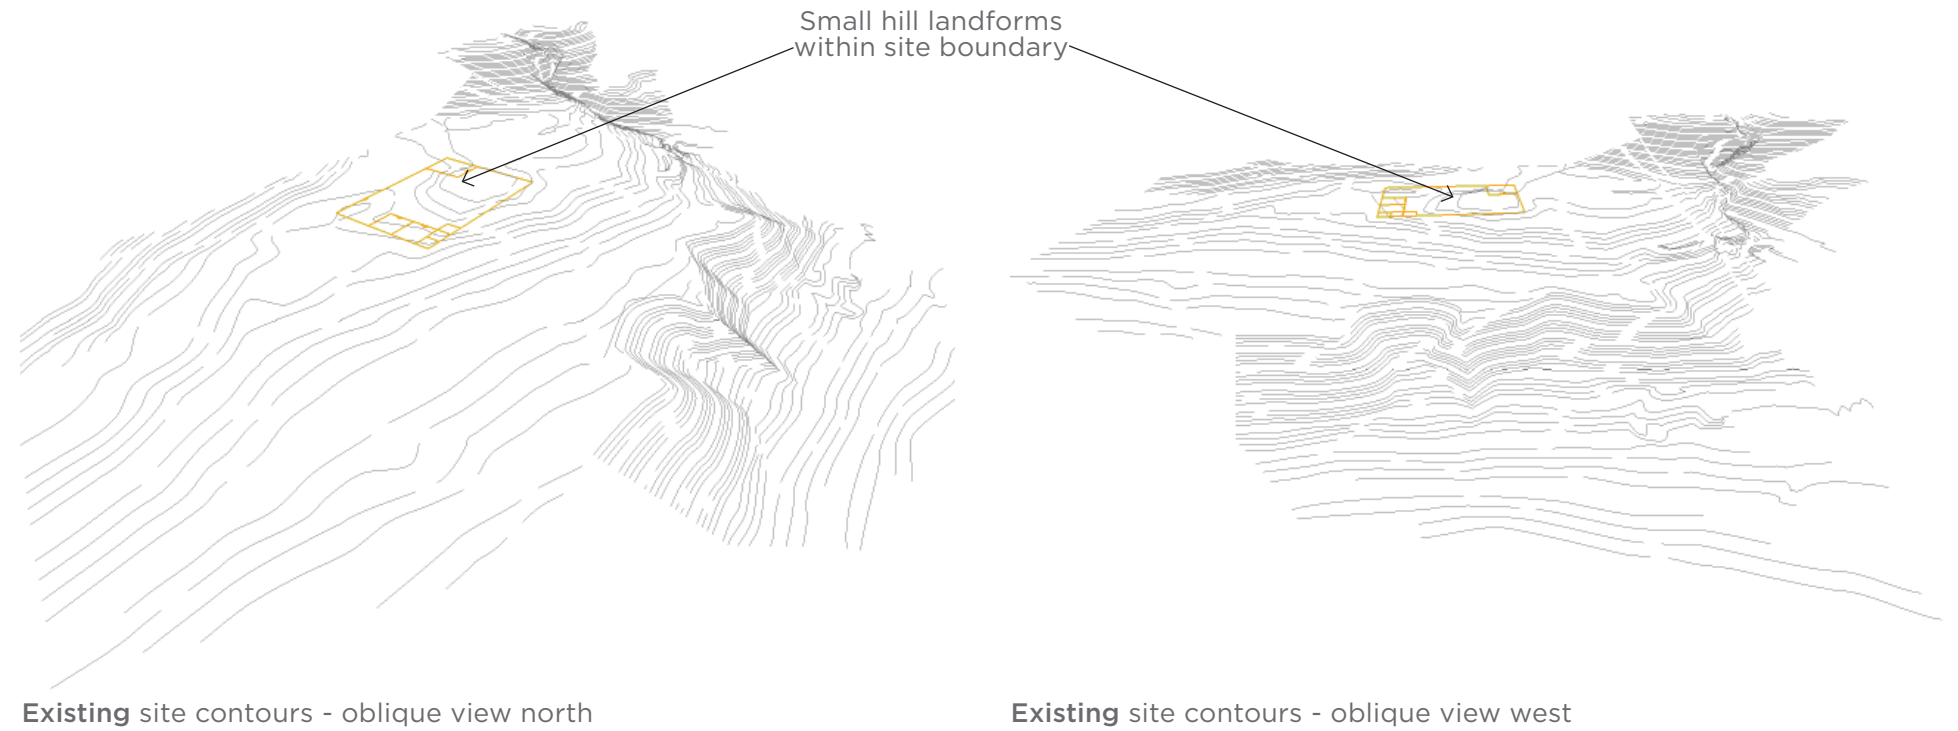 Small hill landforms
within site boundary
Existing site contours - oblique view north
Existing site contours - oblique view west